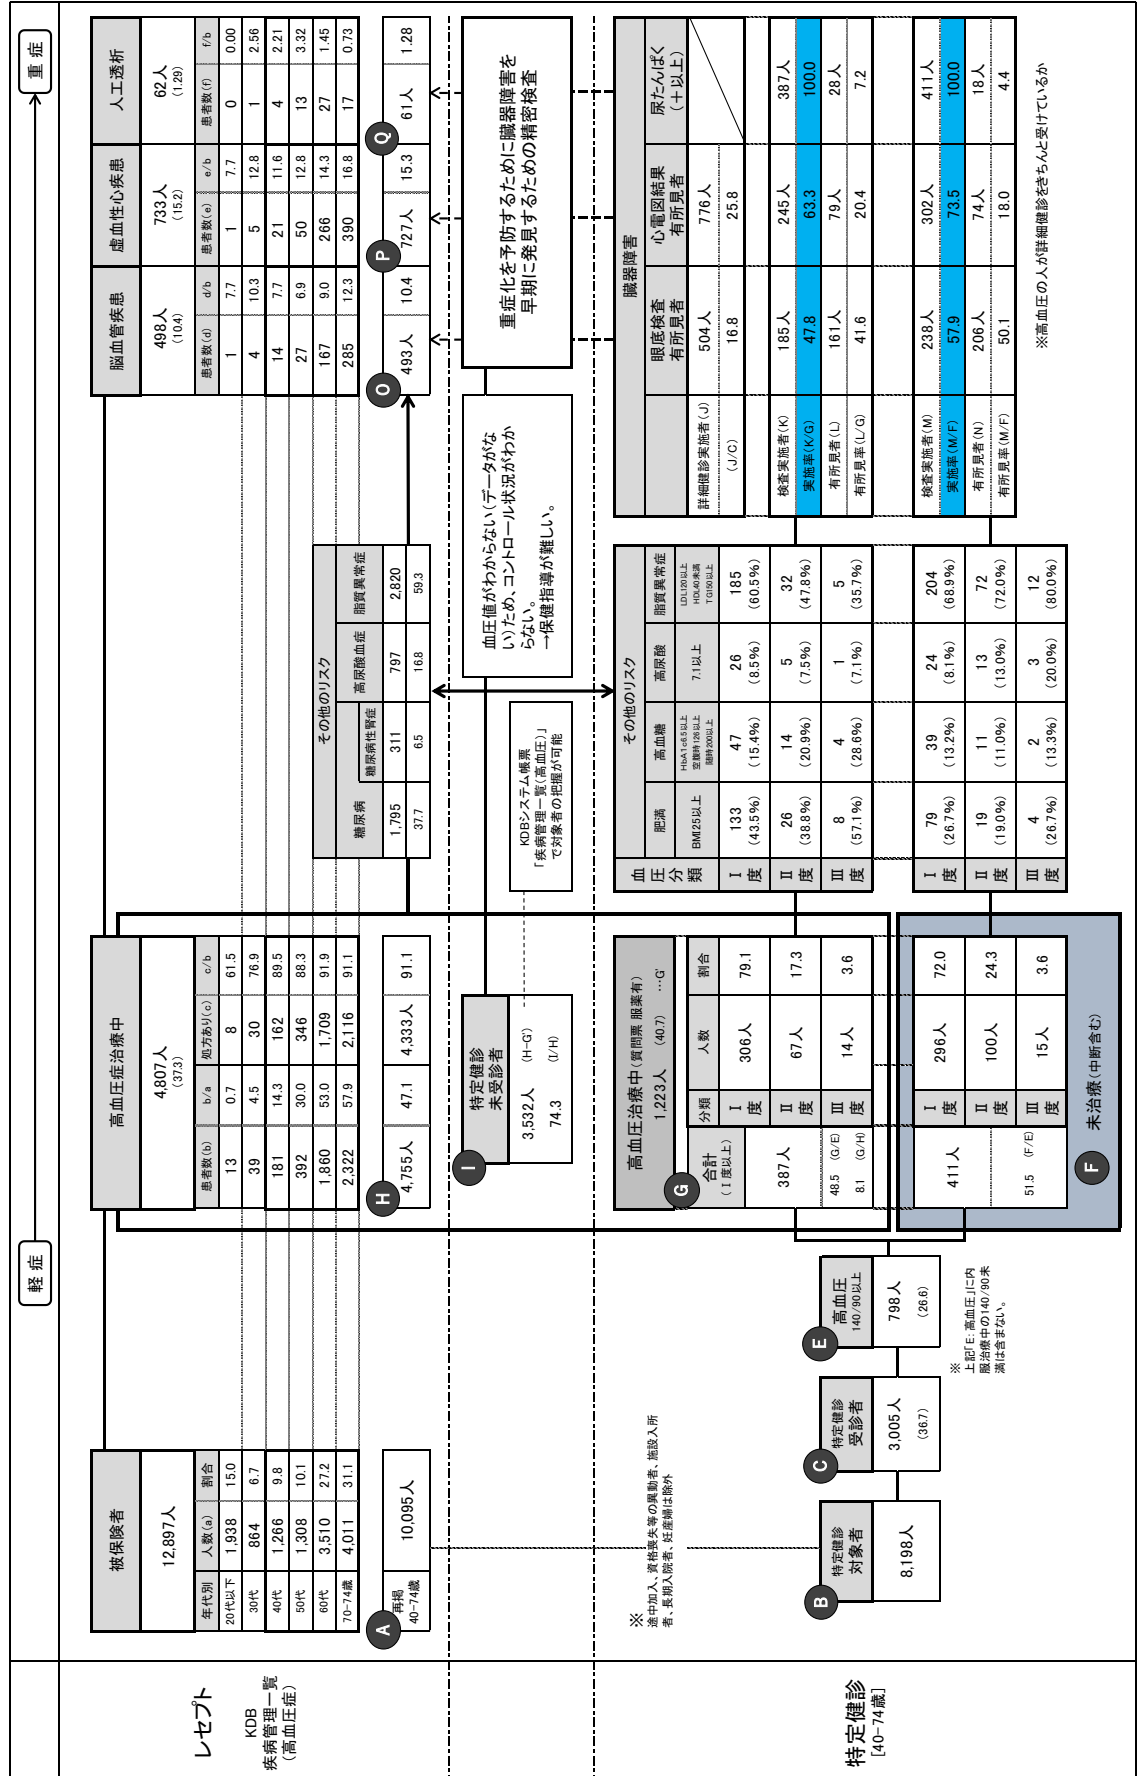 軽症
重症
レセプト
KDB
疾病管理一覧
（高血圧症）
被保険者
12,897人
年代別 人数(a) 割合
20代以下 1,938 15.0
30代 864 6.7
40代 1,266 9.8
50代 1,308 10.1
60代 3,510 27.2
70-74歳 4,011 31.1
A
再掲
40-74歳
10,095人
高血圧症治療中
4,807人
(37.3)
患者数(b) b/a 処方あり(c) c/b
13 0.7 8 61.5
39 4.5 30 76.9
181 14.3 162 89.5
392 30.0 346 88.3
1,860 53.0 1,709 91.9
2,322 57.9 2,116 91.1
H
4,755人 47.1 4,333人 91.1
その他のリスク
糖尿病 糖尿病性腎症 高尿酸血症 脂質異常症
1,795 311 797 2,820
37.7 6.5 16.8 59.3
脳血管疾患 虚血性心疾患 人工透析
498人 733人 62人
(10.4) (15.2) (1.29)
患者数(d) d/b 患者数(e) e/b 患者数(f) f/b
1 7.7 1 7.7 0 0.00
4 10.3 5 12.8 1 2.56
14 7.7 21 11.6 4 2.21
27 6.9 50 12.8 13 3.32
167 9.0 266 14.3 27 1.45
285 12.3 390 16.8 17 0.73
O P Q
493人 10.4 727人 15.3 61人 1.28
I
特定健診
未受診者
3,532人 (H-G')
74.3 (I/H)
KDBシステム帳票
「疾病管理一覧（高血圧）」
で対象者の把握が可能
血圧値がわからない（データがな
い）ため、コントロール状況がわか
らない。
→保健指導が難しい。
重症化を予防するために臓器障害を
早期に発見するための精密検査
特定健診
[40-74歳]
※
途中加入、資格喪失等の異動者、施設入所
者、長期入院者、妊産婦は除外
B
特定健診
対象者
8,198人
C
特定健診
受診者
3,005人
(36.7)
E
高血圧
140/90以上
798人
(26.6)
※
上記「E：高血圧」に内
服治療中の140/90未
満は含まない。
高血圧治療中（質問票 服薬有）
1,223人 (40.7) …G'
G
合計
（Ⅰ度以上）
分類 人数 割合
387人
48.5 (G/E)
8.1 (G/H)
Ⅰ度 306人 79.1
Ⅱ度 67人 17.3
Ⅲ度 14人 3.6
411人
51.5 (F/E)
Ⅰ度 296人 72.0
Ⅱ度 100人 24.3
Ⅲ度 15人 3.6
F
未治療（中断含む）
血圧分類
その他のリスク
肥満 高血糖 高尿酸 脂質異常症
BMI25以上
HbA1c6.5以上
空腹時126以上
随時200以上
7.1以上
LDL120以上
HDL40未満
TG150以上
Ⅰ度 133 47 26 185
(43.5%) (15.4%) (8.5%) (60.5%)
Ⅱ度 26 14 5 32
(38.8%) (20.9%) (7.5%) (47.8%)
Ⅲ度 8 4 1 5
(57.1%) (28.6%) (7.1%) (35.7%)
Ⅰ度 79 39 24 204
(26.7%) (13.2%) (8.1%) (68.9%)
Ⅱ度 19 11 13 72
(19.0%) (11.0%) (13.0%) (72.0%)
Ⅲ度 4 2 3 12
(26.7%) (13.3%) (20.0%) (80.0%)
臓器障害
眼底検査
有所見者
心電図結果
有所見者
尿たんぱく
（＋以上）
詳細健診実施者(J) 504人 776人
(J/C) 16.8 25.8
検査実施者(K) 185人 245人 387人
実施率(K/G) 47.8 63.3 100.0
有所見者(L) 161人 79人 28人
有所見率(L/G) 41.6 20.4 7.2
検査実施者(M) 238人 302人 411人
実施率(M/F) 57.9 73.5 100.0
有所見者(N) 206人 74人 18人
有所見率(M/F) 50.1 18.0 4.4
※高血圧の人が詳細健診をきちんと受けているか